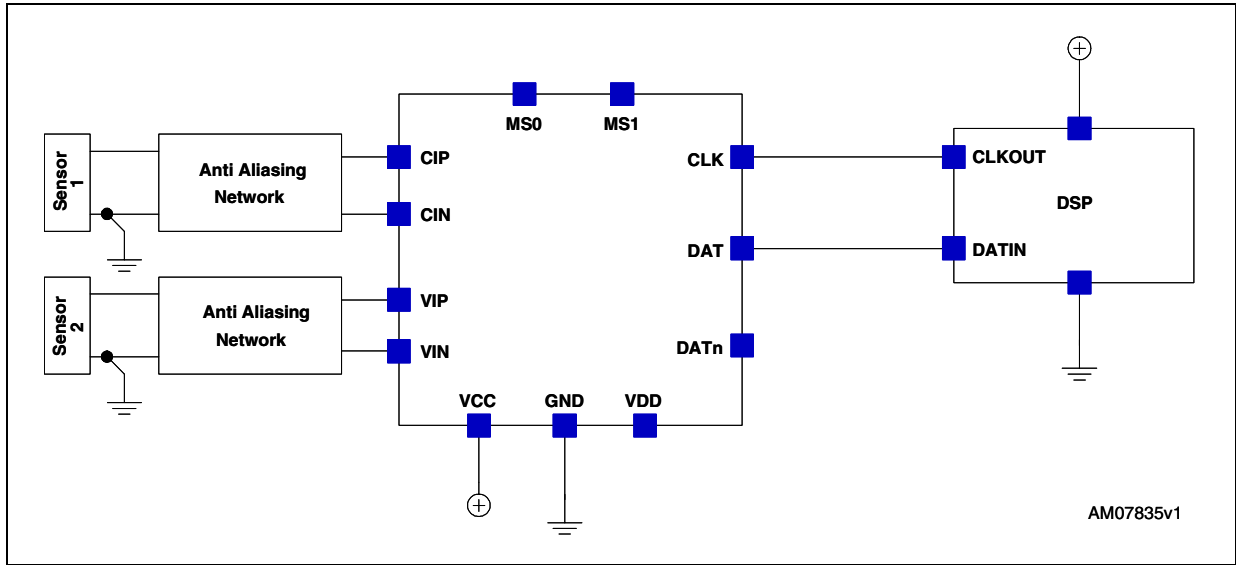 MS0
MS1
Sensor
1
Anti Aliasing
Network
CIP
CIN
CLK
CLKOUT
DSP
DAT
DATIN
Sensor
2
Anti Aliasing
Network
VIP
VIN
DATn
VCC
GND
VDD
AM07835v1